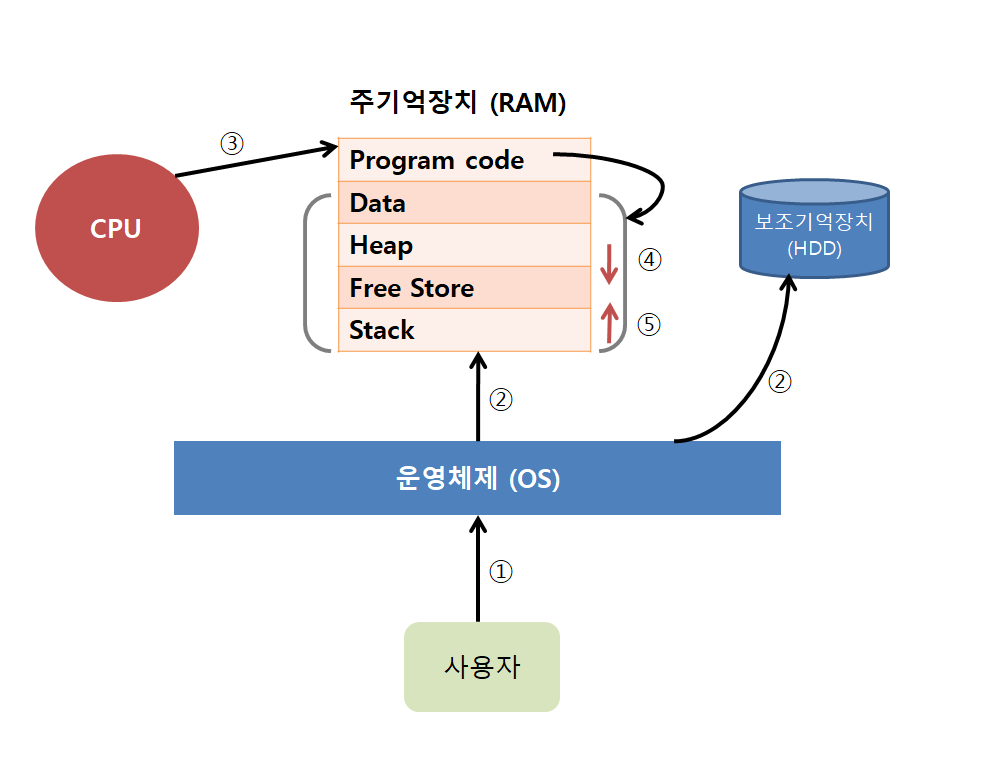 주기억장치 (RAM)
③
Program code
Data
CPU
보조기억장치
(HDD)
Heap
④
Free Store
Stack
⑤
②
②
운영체제 (OS)
①
사용자